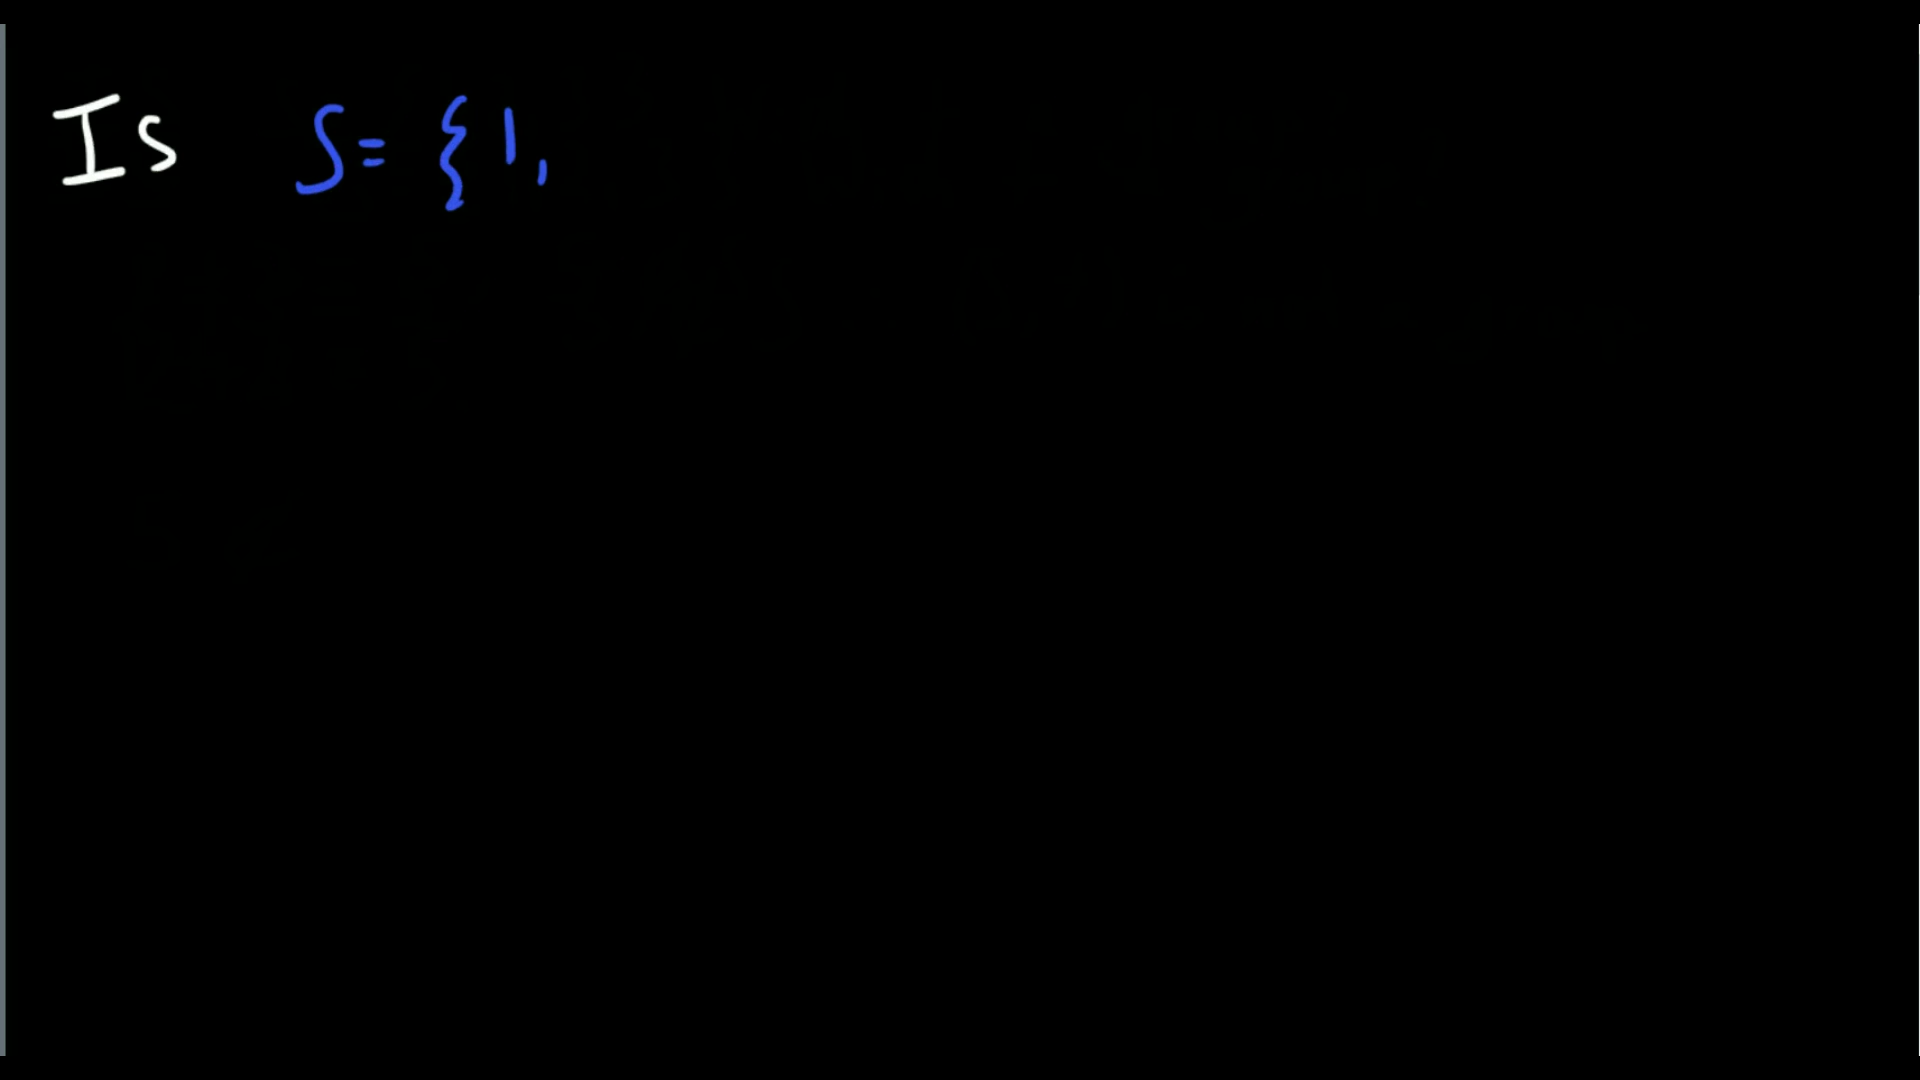 Is S = { 1,